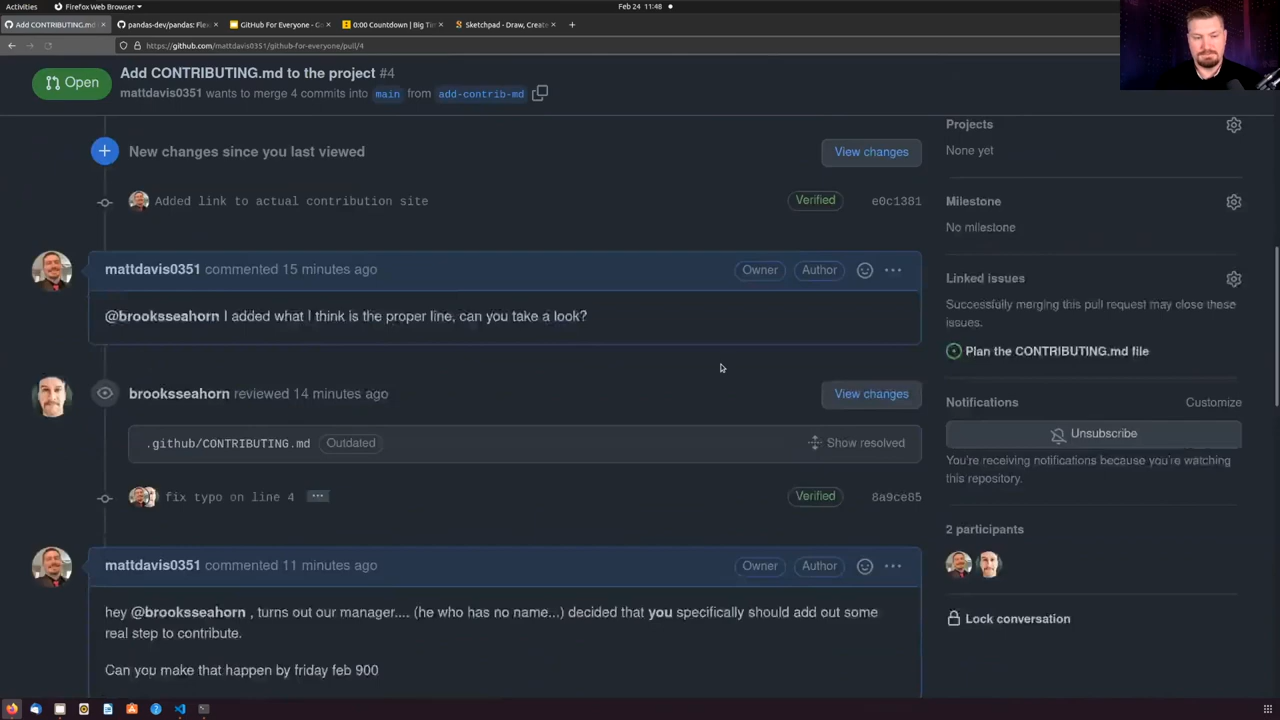 Activities
Firefox Web Browser
Feb 24 11:48
Add CONTRIBUTING.md
pandas-dev/pandas: Flex
GitHub For Everyone - Go
0:00 Countdown | Big Ti
Sketchpad - Draw, Create
https://github.com/mattdavis0351/github-for-everyone/pull/4
Open
Add CONTRIBUTING.md to the project #4
mattdavis0351 wants to merge 4 commits into main from add-contrib-md
New changes since you last viewed
View changes
Added link to actual contribution site
Verified
e0c1381
mattdavis0351 commented 15 minutes ago
Owner
Author
@brooksseahorn I added what I think is the proper line, can you take a look?
brooksseahorn reviewed 14 minutes ago
View changes
.github/CONTRIBUTING.md
Outdated
Show resolved
fix typo on line 4
Verified
8a9ce85
mattdavis0351 commented 11 minutes ago
Owner
Author
hey @brooksseahorn , turns out our manager.... (he who has no name...) decided that you specifically should add out some
real step to contribute.
Can you make that happen by friday feb 900
Projects
None yet
Milestone
No milestone
Linked issues
Successfully merging this pull request may close these
issues.
Plan the CONTRIBUTING.md file
Notifications
Customize
Unsubscribe
You're receiving notifications because you're watching
this repository.
2 participants
Lock conversation